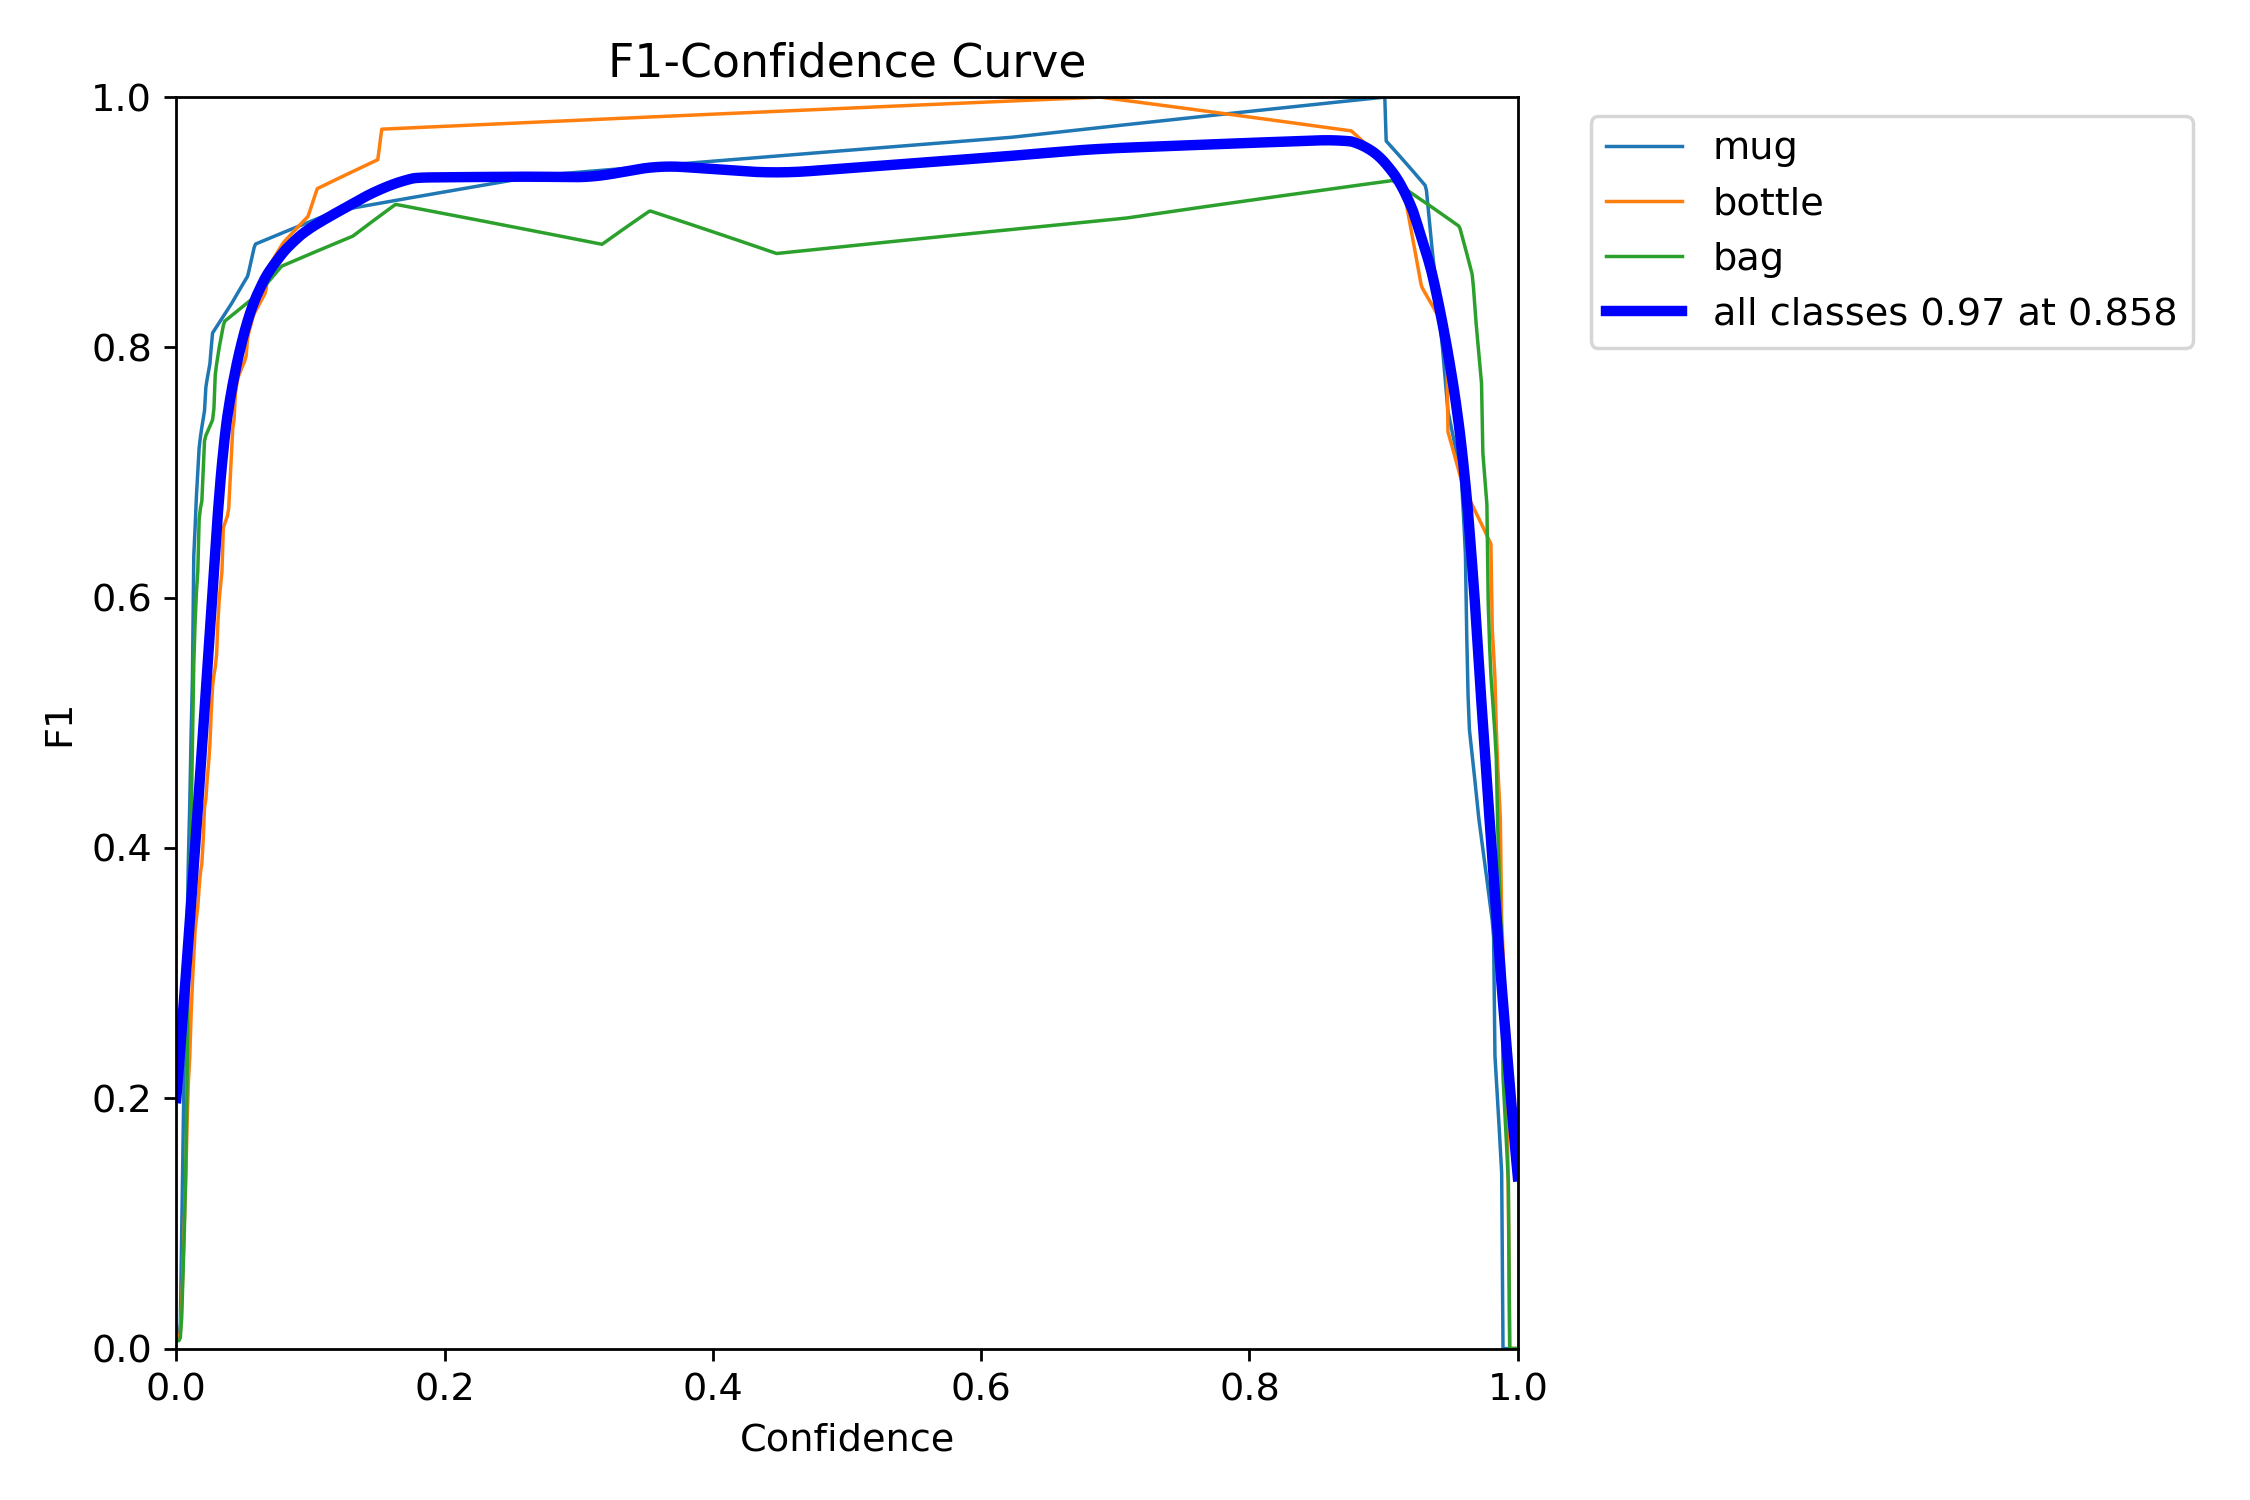 F1-Confidence Curve
1.0
0.8
0.6
0.4
0.2
0.0
F1
0.0 0.2 0.4 0.6 0.8 1.0
Confidence
mug
bottle
bag
all classes 0.97 at 0.858